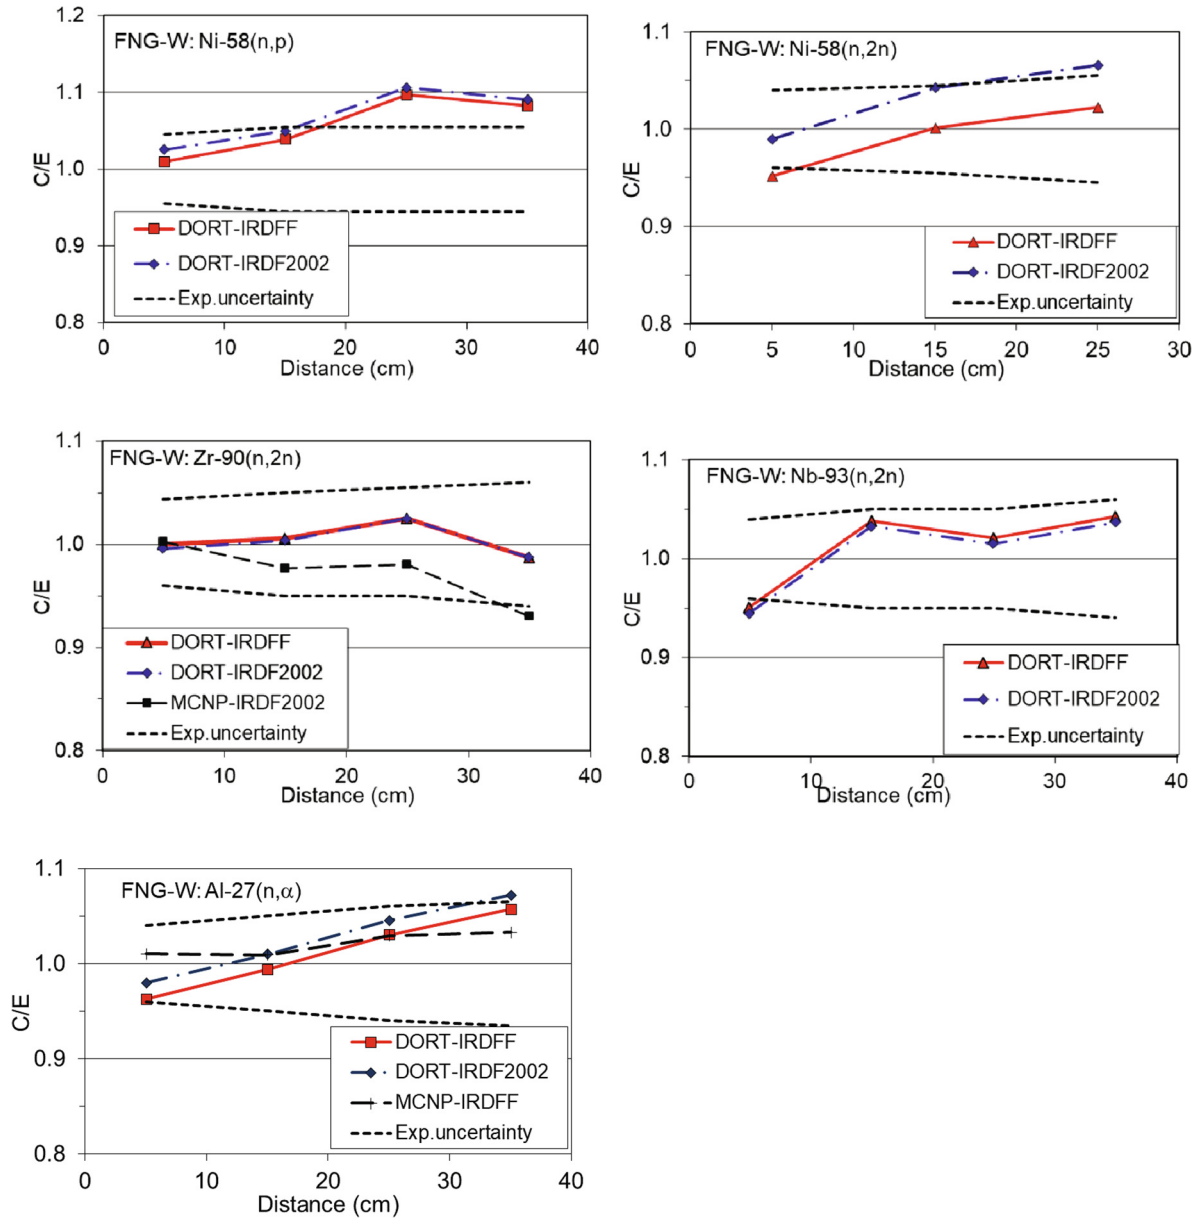 FNG-W: Ni-58(n,p)
1.2
1.1
1.0
0.9
0.8
C/E
DORT-IRDFF
DORT-IRDF2002
Exp.uncertainty
0 10 20 30 40
Distance (cm)
FNG-W: Ni-58(n,2n)
1.1
1.0
0.9
0.8
C/E
DORT-IRDFF
DORT-IRDF2002
Exp.uncertainty
0 5 10 15 20 25 30
Distance (cm)
FNG-W: Zr-90(n,2n)
1.1
1.0
0.9
0.8
C/E
DORT-IRDFF
DORT-IRDF2002
MCNP-IRDF2002
Exp.uncertainty
0 10 20 30 40
Distance (cm)
FNG-W: Nb-93(n,2n)
1.1
1.0
0.9
0.8
C/E
DORT-IRDFF
DORT-IRDF2002
Exp.uncertainty
0 10 20 30 40
Distance (cm)
FNG-W: Al-27(n,α)
1.1
1.0
0.9
0.8
C/E
DORT-IRDFF
DORT-IRDF2002
MCNP-IRDFF
Exp.uncertainty
0 10 20 30 40
Distance (cm)